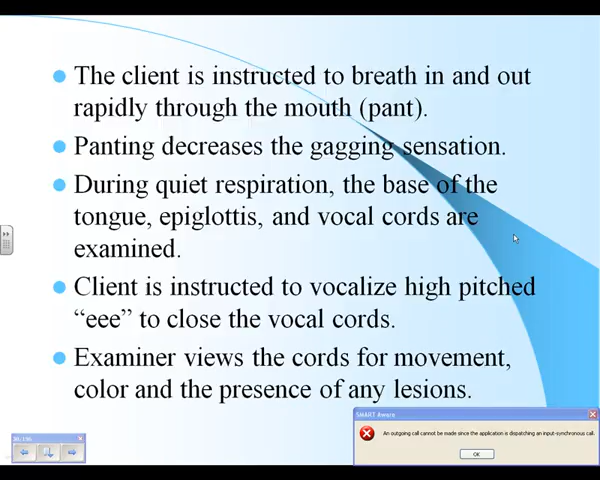 The client is instructed to breath in and out
rapidly through the mouth (pant).
Panting decreases the gagging sensation.
During quiet respiration, the base of the
tongue, epiglottis, and vocal cords are
examined.
Client is instructed to vocalize high pitched
“eee” to close the vocal cords.
Examiner views the cords for movement,
color and the presence of any lesions.
30/196
SMART Aware
An outgoing call cannot be made since the application is dispatching an input-synchronous call.
OK